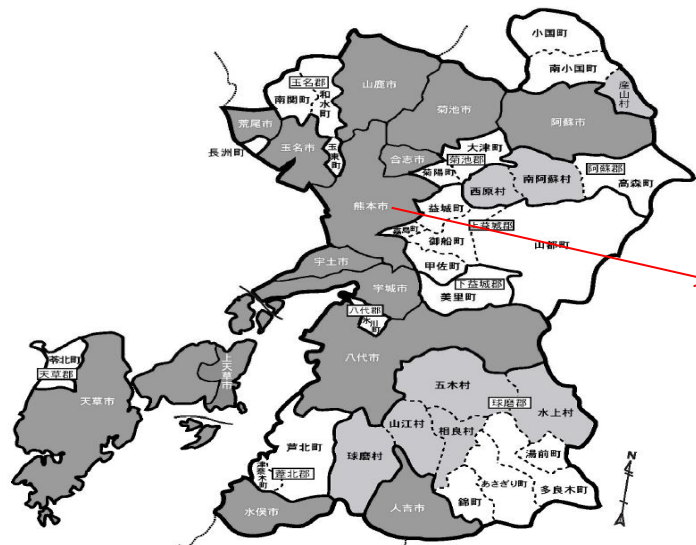 小国町
南小国町
産山村
山鹿市
玉名郡
和水町
南関町
菊池市
阿蘇市
荒尾市
玉名市
玉東町
長洲町
合志市
大津町
菊池郡
菊陽町
西原村
南阿蘇村
阿蘇郡
高森町
熊本市
益城町
嘉島町
上益城郡
御船町
山都町
甲佐町
宇土市
宇城市
下益城郡
美里町
八代郡
氷川町
八代市
苓北町
天草郡
天草市
上天草市
五木村
球磨郡
水上村
山江村
相良村
芦北町
球磨村
湯前町
津奈木町
葦北郡
あさぎり町
多良木町
錦町
水俣市
人吉市
N